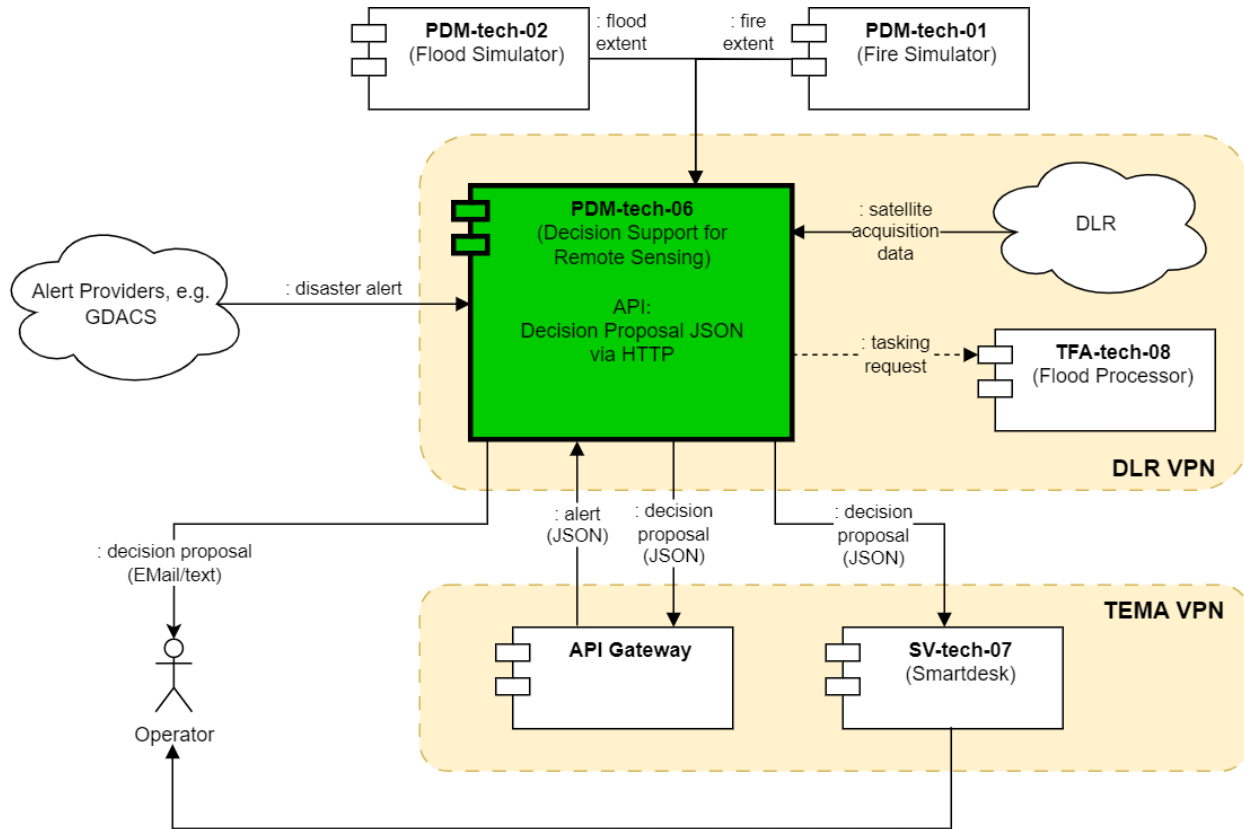 PDM-tech-02
(Flood Simulator)
: flood
extent
: fire
extent
PDM-tech-01
(Fire Simulator)
PDM-tech-06
(Decision Support for
Remote Sensing)
API:
Decision Proposal JSON
via HTTP
: satellite
acquisition
data
DLR
Alert Providers, e.g.
GDACS
: disaster alert
: tasking
request
TFA-tech-08
(Flood Processor)
DLR VPN
: decision proposal
(EMail/text)
: alert
(JSON)
: decision
proposal
(JSON)
: decision
proposal
(JSON)
TEMA VPN
API Gateway
SV-tech-07
(Smartdesk)
Operator